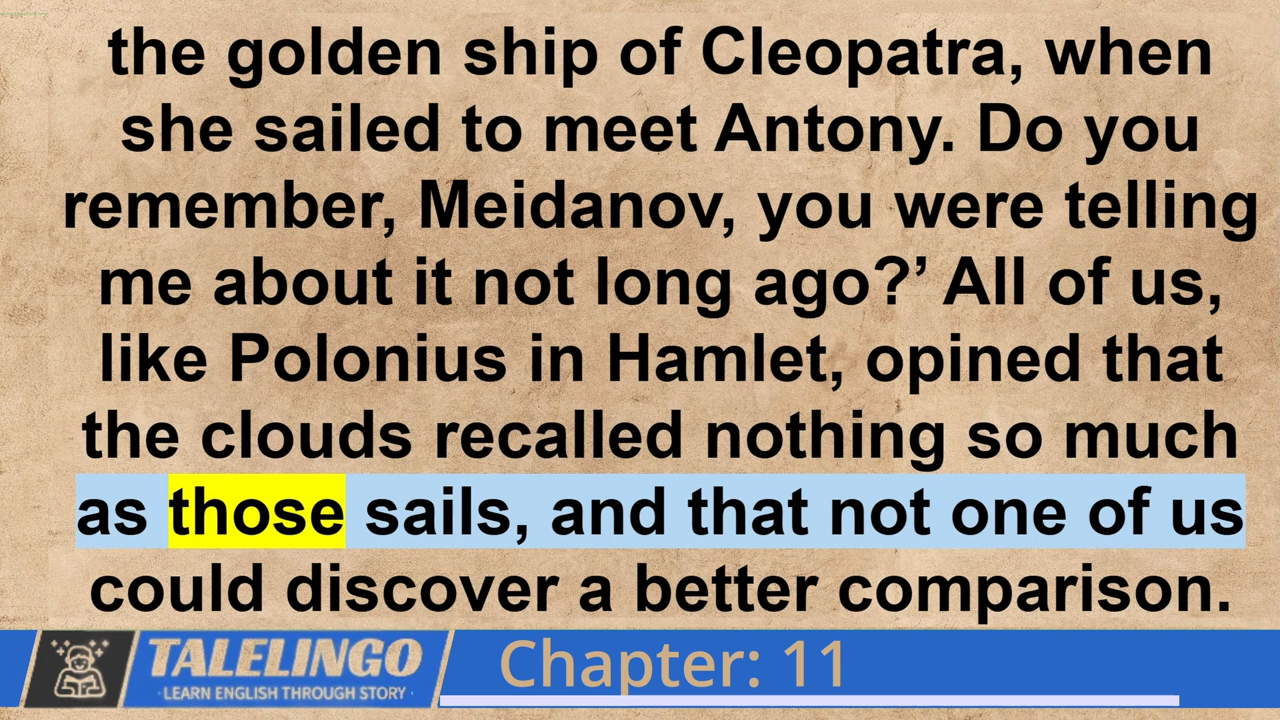 the golden ship of Cleopatra, when
she sailed to meet Antony. Do you
remember, Meidanov, you were telling
me about it not long ago?’ All of us,
like Polonius in Hamlet, opined that
the clouds recalled nothing so much
as those sails, and that not one of us
could discover a better comparison.
TALELINGO
· LEARN ENGLISH THROUGH STORY ·
Chapter: 11